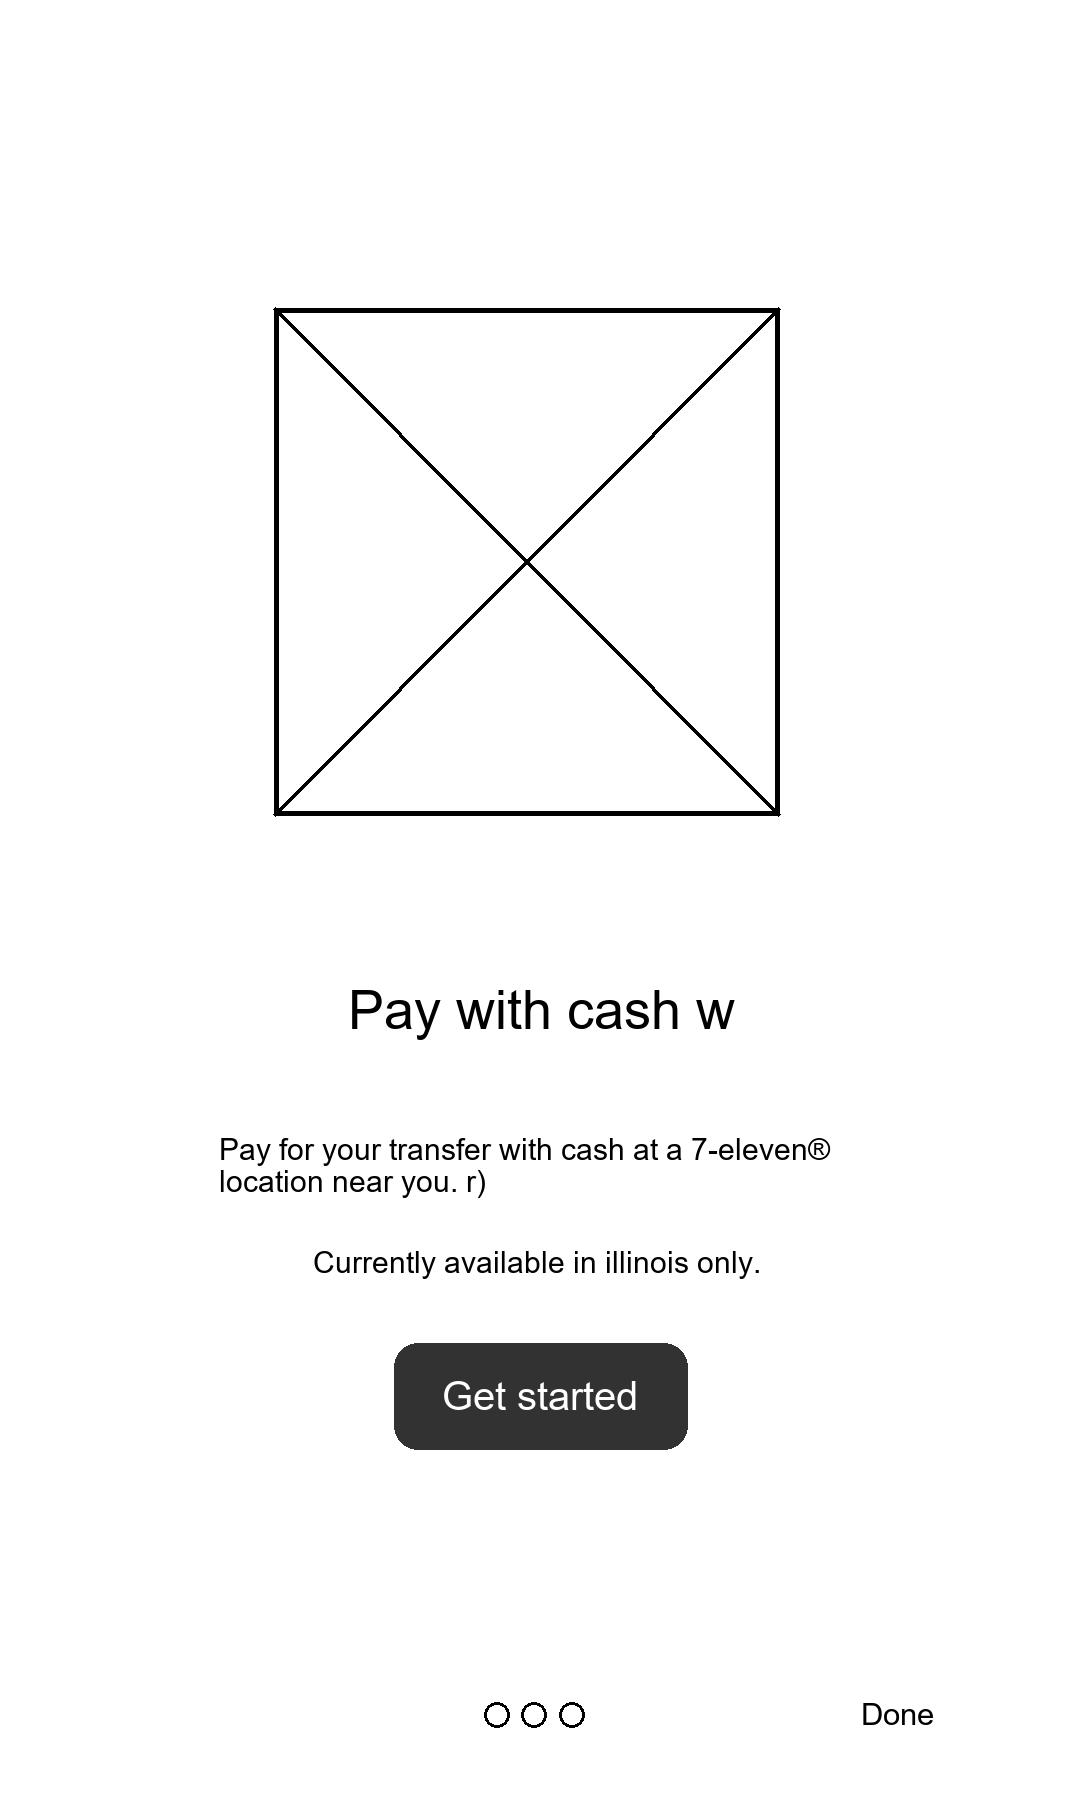 Pay with cash w
Pay for your transfer with cash at a 7-eleven®
location near you. r)
Currently available in illinois only.
Get started
Done